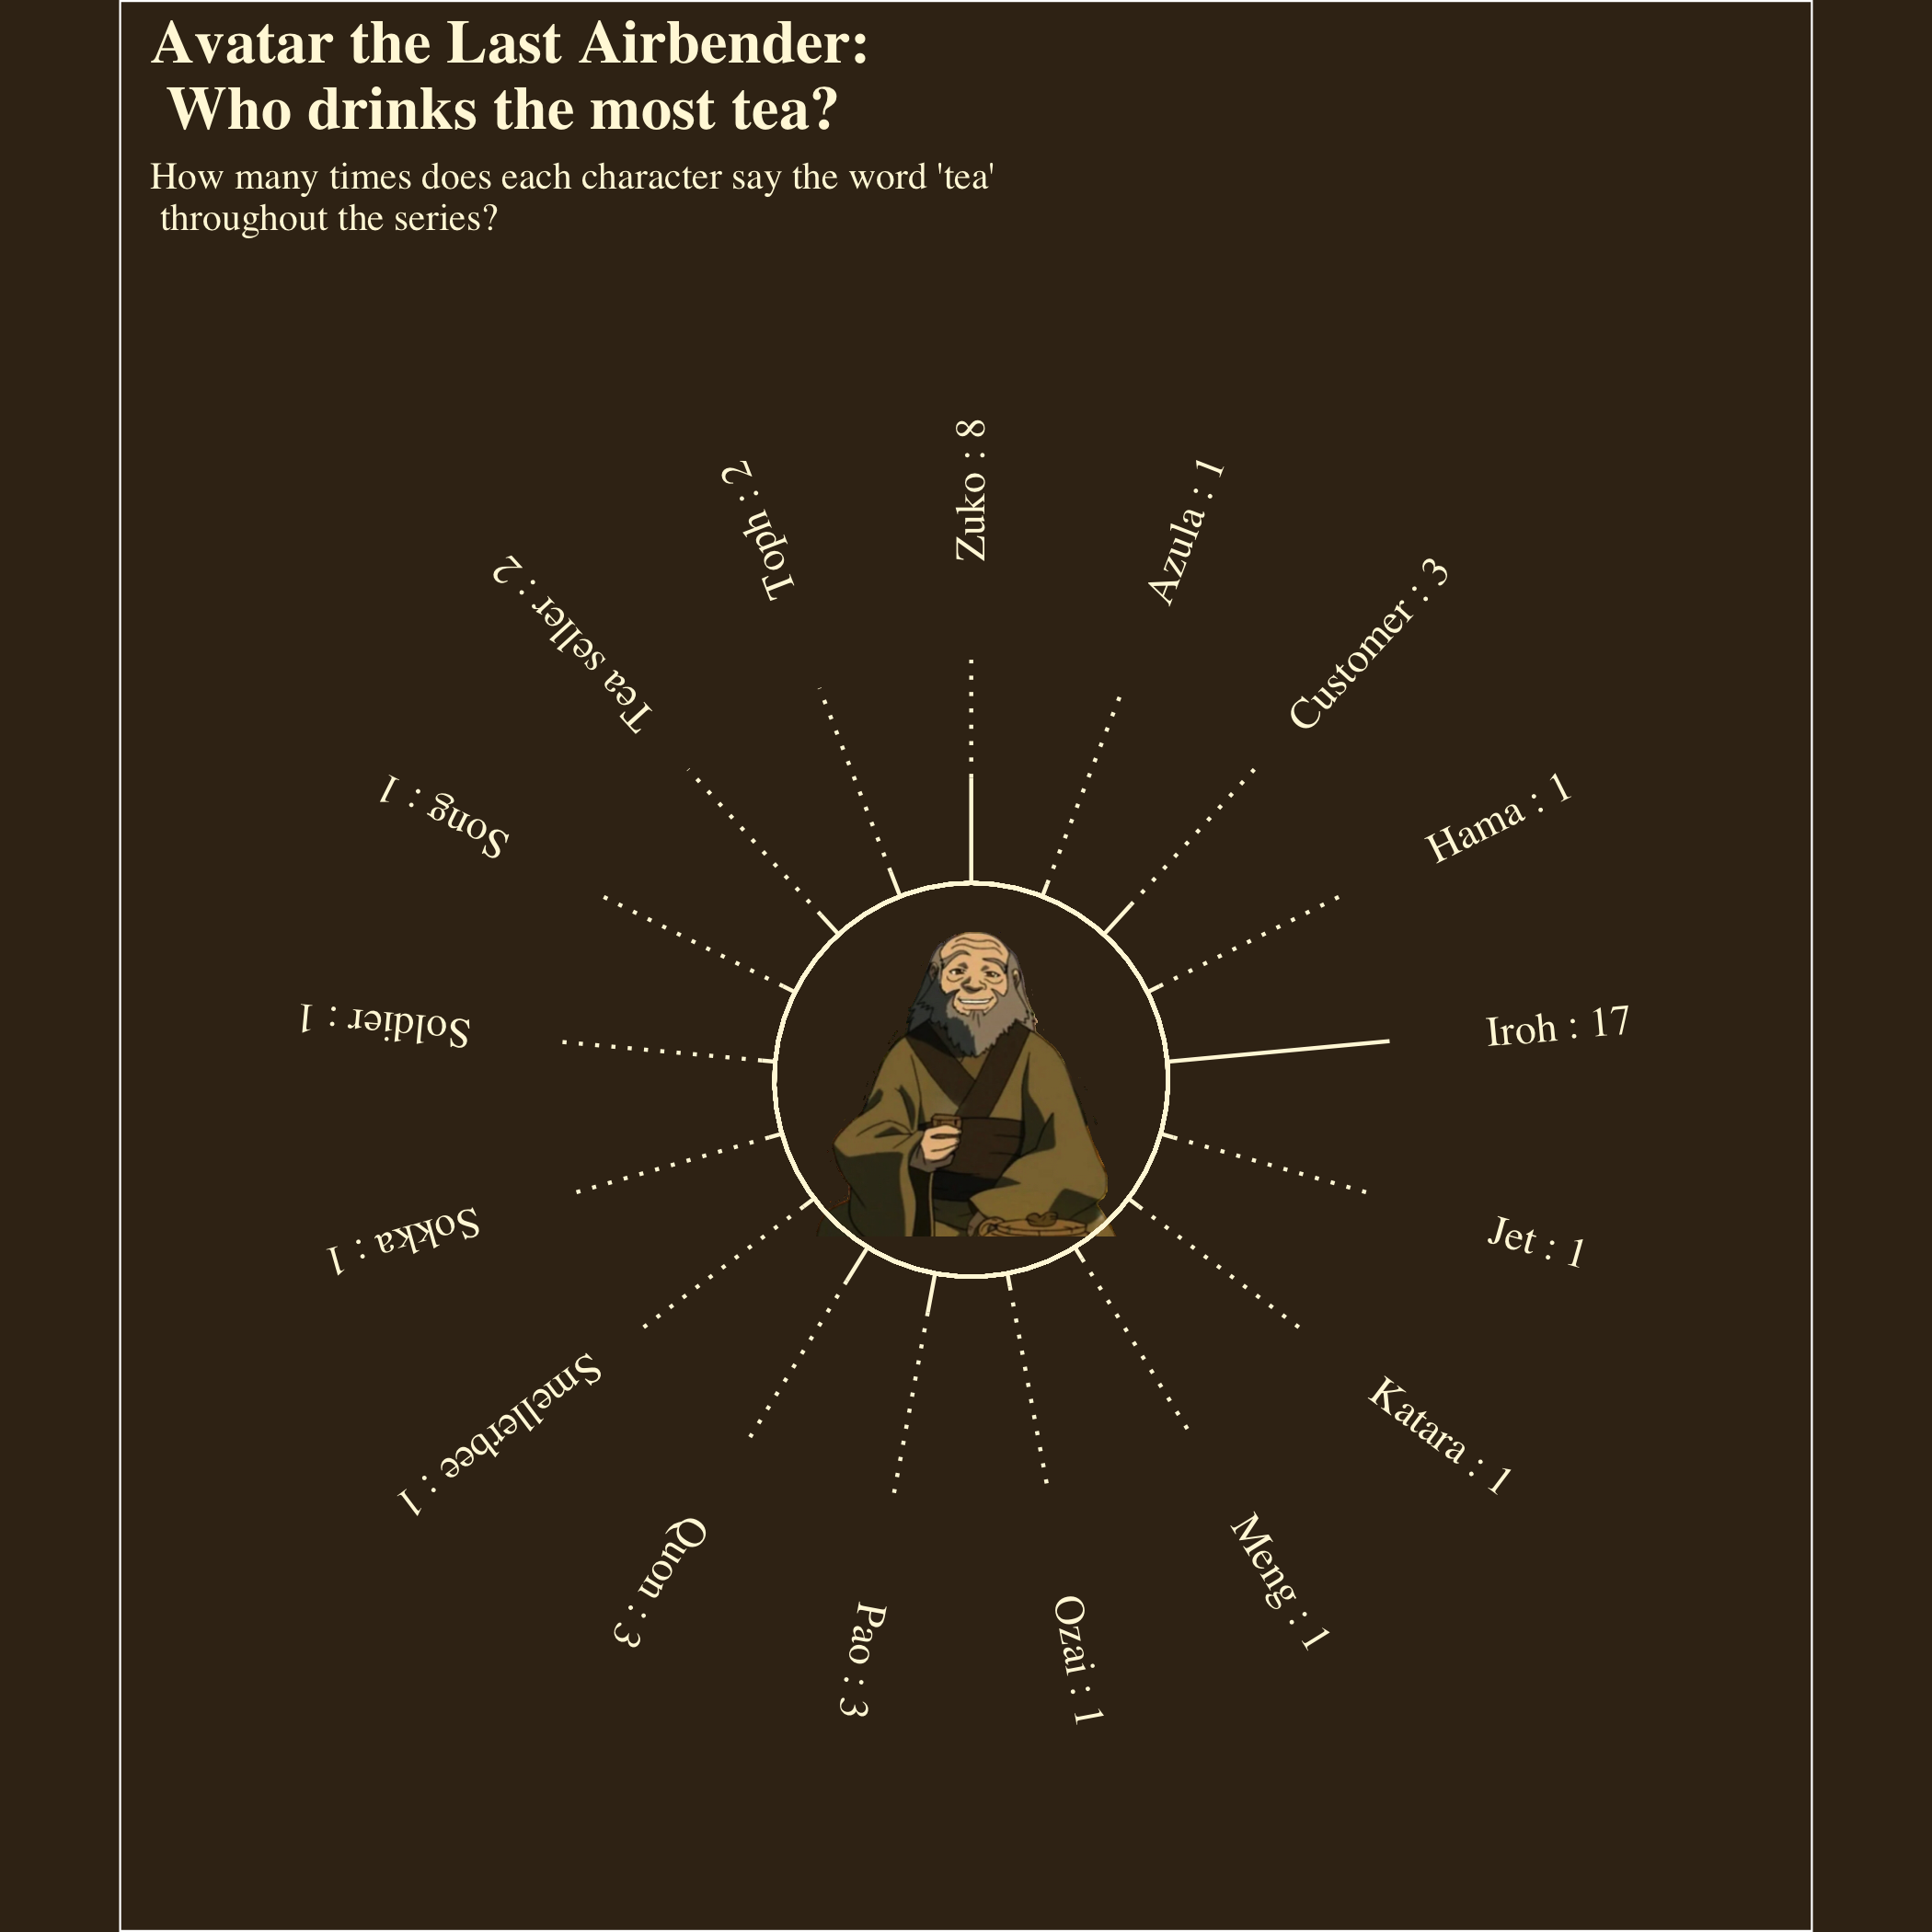 Avatar the Last Airbender:
Who drinks the most tea?
How many times does each character say the word 'tea'
throughout the series?
Zuko : 8
Azula : 1
Customer : 3
Hama : 1
Iroh : 17
Jet : 1
Katara : 1
Meng : 1
Ozai : 1
Pao : 3
Quon : 3
Smellerbee : 1
Sokka : 1
Soldier : 1
Song : 1
Tea seller : 2
Toph : 2